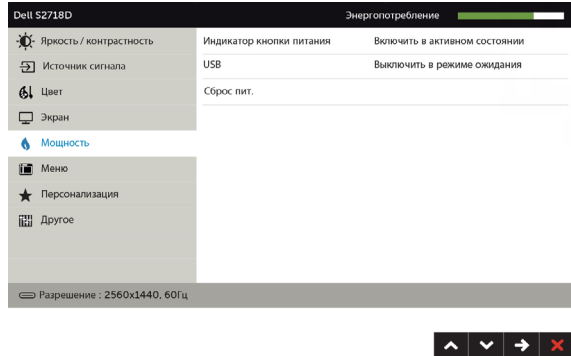 Dell S2718D Энергопотребление
Яркость / контрастность Индикатор кнопки питания Включить в активном состоянии
Источник сигнала USB Выключить в режиме ожидания
Цвет Сброс пит.
Экран
Мощность
Меню
Персонализация
Другое
Разрешение : 2560x1440, 60Гц